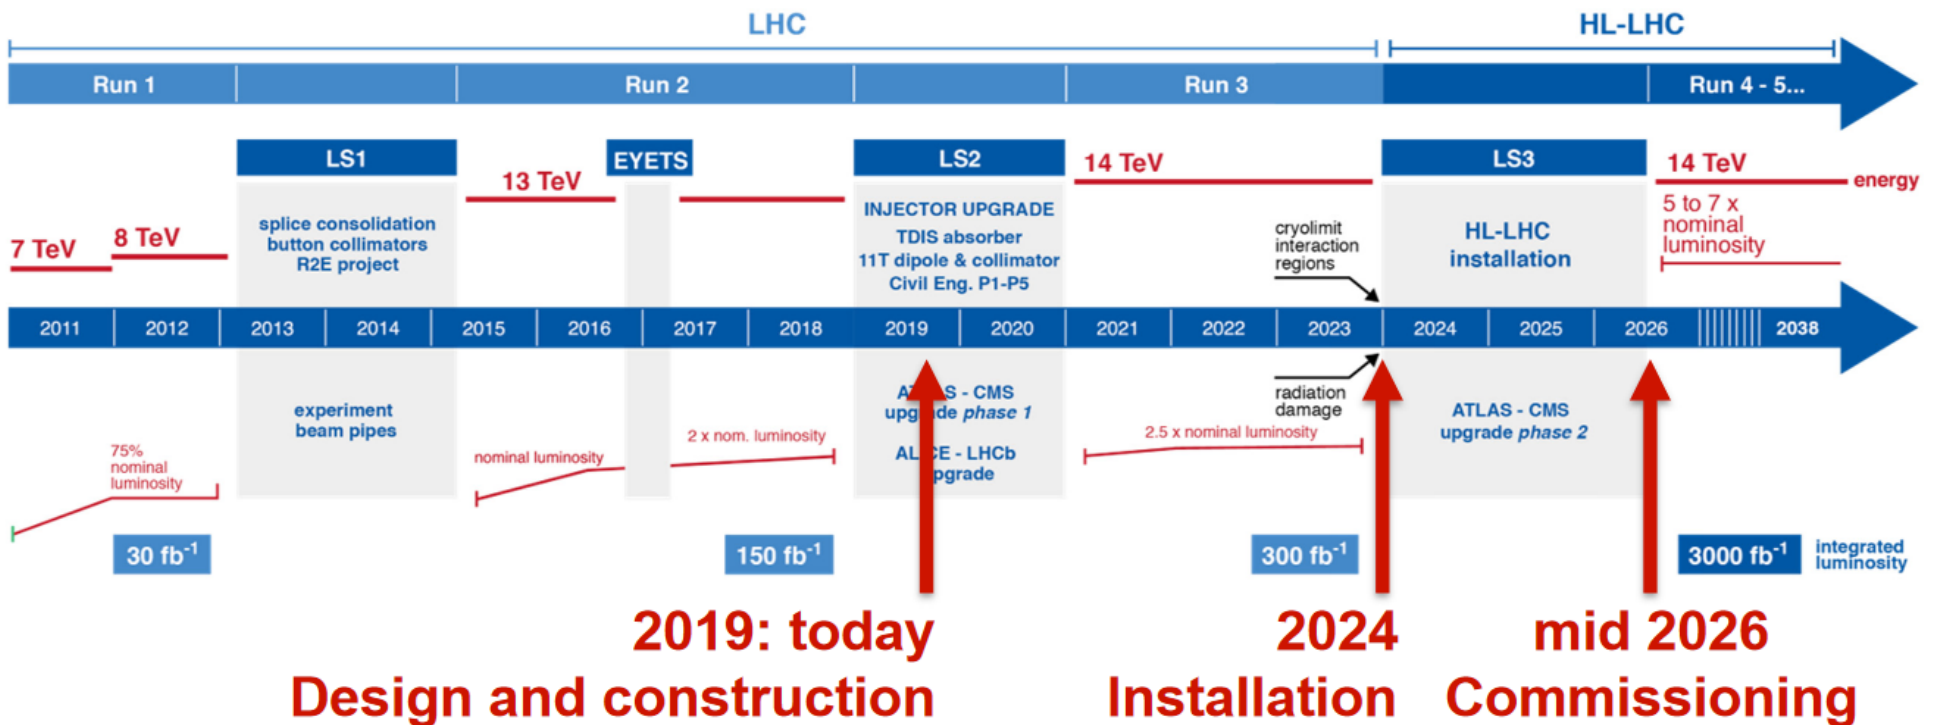 LHC
HL-LHC
Run 1
Run 2
Run 3
Run 4 - 5...
LS1
EYETS
LS2
LS3
7 TeV
8 TeV
13 TeV
14 TeV
14 TeV
energy
splice consolidation
button collimators
R2E project
INJECTOR UPGRADE
TDIS absorber
11T dipole & collimator
Civil Eng. P1-P5
cryolimit
interaction
regions
HL-LHC
installation
5 to 7 x
nominal
luminosity
2011 2012 2013 2014 2015 2016 2017 2018 2019 2020 2021 2022 2023 2024 2025 2026 2038
experiment
beam pipes
ATLAS - CMS
upgrade phase 1
ALICE - LHCb
upgrade
radiation
damage
ATLAS - CMS
upgrade phase 2
75%
nominal
luminosity
nominal luminosity
2 x nom. luminosity
2.5 x nominal luminosity
30 fb⁻¹
150 fb⁻¹
300 fb⁻¹
3000 fb⁻¹
integrated
luminosity
2019: today
Design and construction
2024
Installation
mid 2026
Commissioning